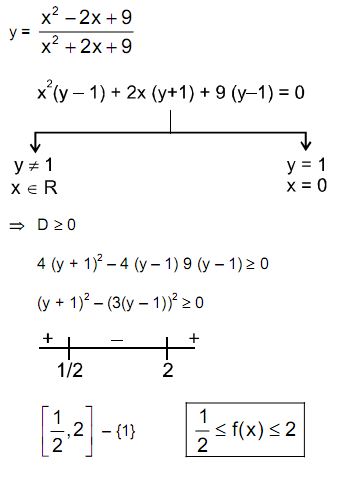 y = (x² – 2x + 9)/(x² + 2x + 9)
x²(y – 1) + 2x (y+1) + 9 (y–1) = 0
y ≠ 1 y = 1
x ∈ R x = 0
⇒ D ≥ 0
4 (y + 1)² – 4 (y – 1) 9 (y – 1) ≥ 0
(y + 1)² – (3(y – 1))² ≥ 0
+ – +
1/2 2
[1/2, 2] – {1} 1/2 ≤ f(x) ≤ 2